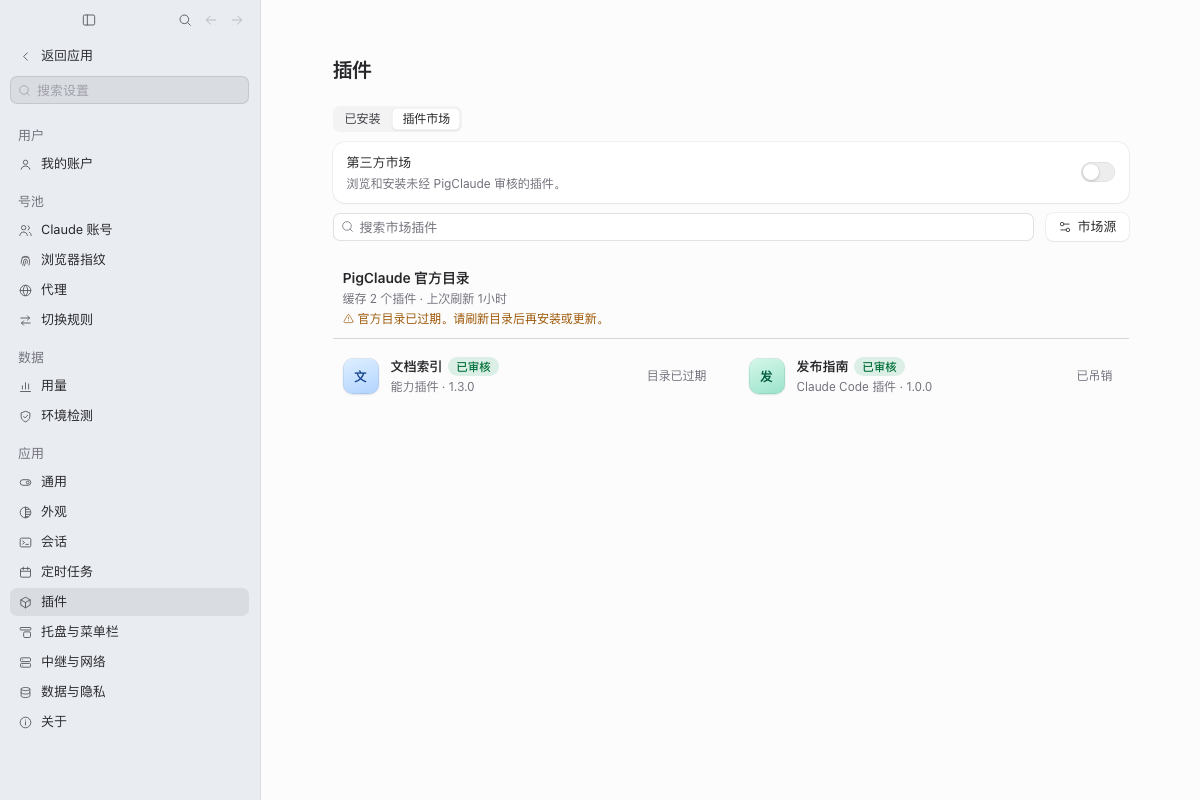 返回应用
搜索设置
用户
我的账户
号池
Claude 账号
浏览器指纹
代理
切换规则
数据
用量
环境检测
应用
通用
外观
会话
定时任务
插件
托盘与菜单栏
中继与网络
数据与隐私
关于
插件
已安装 插件市场
第三方市场
浏览和安装未经 PigClaude 审核的插件。
搜索市场插件 市场源
PigClaude 官方目录
缓存 2 个插件 · 上次刷新 1小时
官方目录已过期。请刷新目录后再安装或更新。
文 文档索引 已审核
能力插件 · 1.3.0
目录已过期
发 发布指南 已审核
Claude Code 插件 · 1.0.0
已吊销